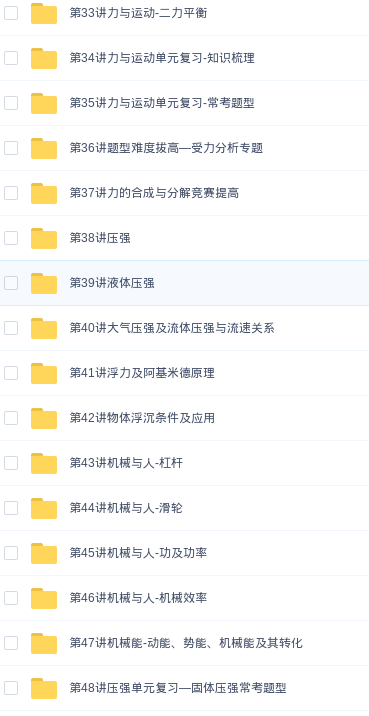 第33讲力与运动-二力平衡
第34讲力与运动单元复习-知识梳理
第35讲力与运动单元复习-常考题型
第36讲题型难度拔高—受力分析专题
第37讲力的合成与分解竞赛提高
第38讲压强
第39讲液体压强
第40讲大气压强及流体压强与流速关系
第41讲浮力及阿基米德原理
第42讲物体浮沉条件及应用
第43讲机械与人-杠杆
第44讲机械与人-滑轮
第45讲机械与人-功及功率
第46讲机械与人-机械效率
第47讲机械能-动能、势能、机械能及其转化
第48讲压强单元复习—固体压强常考题型